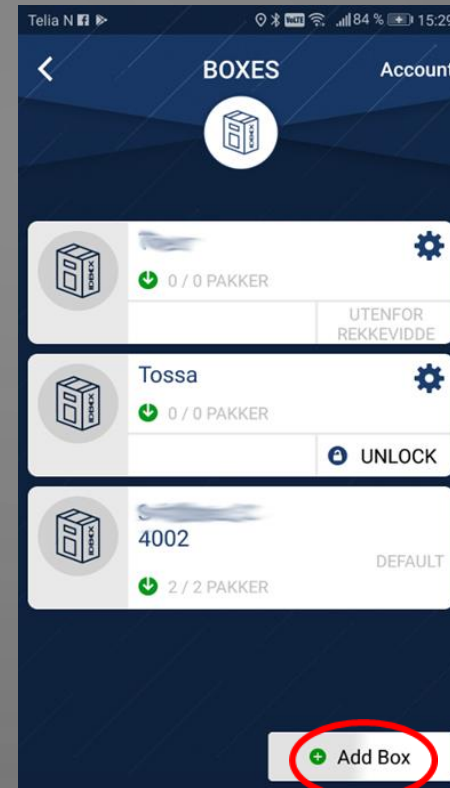 Telia N 84 % 15:29
BOXES Account
0 / 0 PAKKER
UTENFOR
REKKEVIDDE
Tossa
0 / 0 PAKKER
UNLOCK
4002
DEFAULT
2 / 2 PAKKER
Add Box